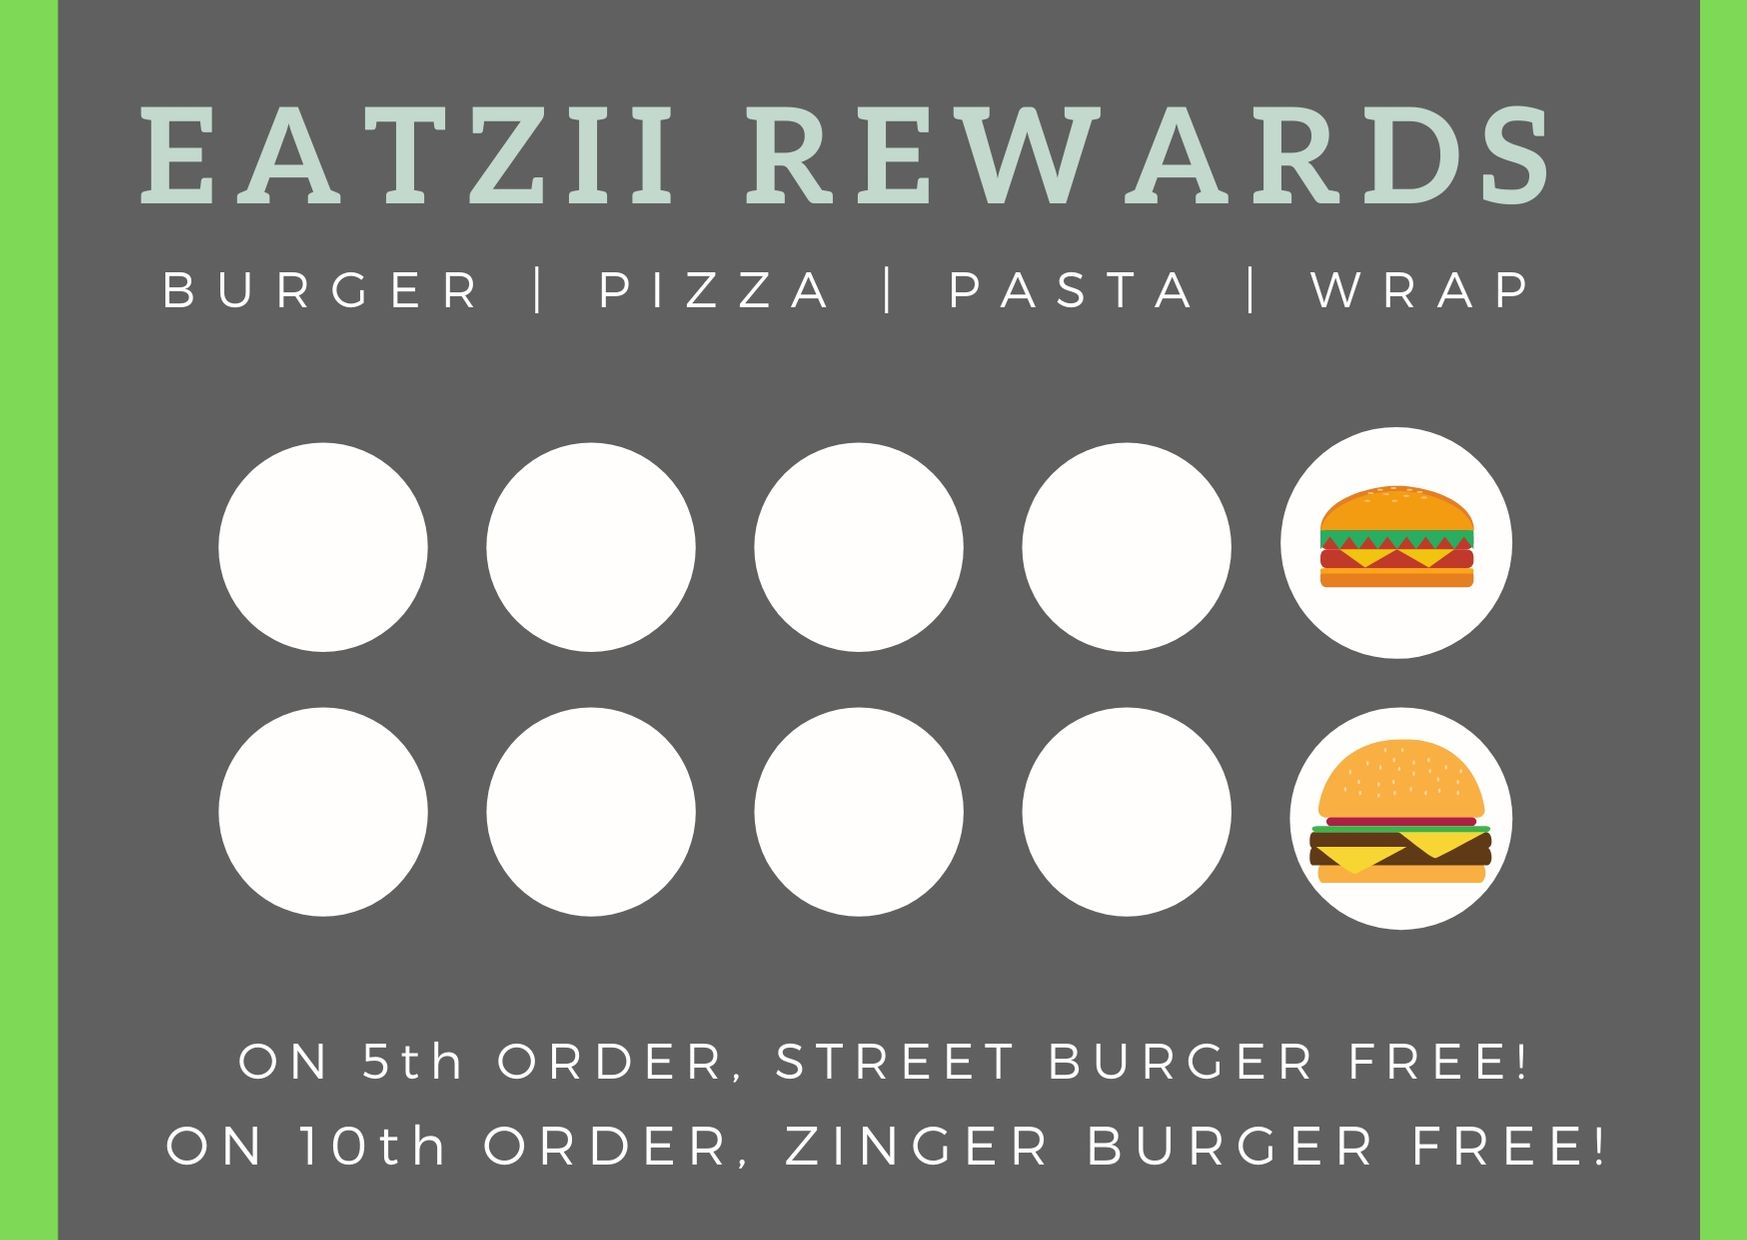 EATZII REWARDS
BURGER | PIZZA | PASTA | WRAP
ON 5th ORDER, STREET BURGER FREE!
ON 10th ORDER, ZINGER BURGER FREE!